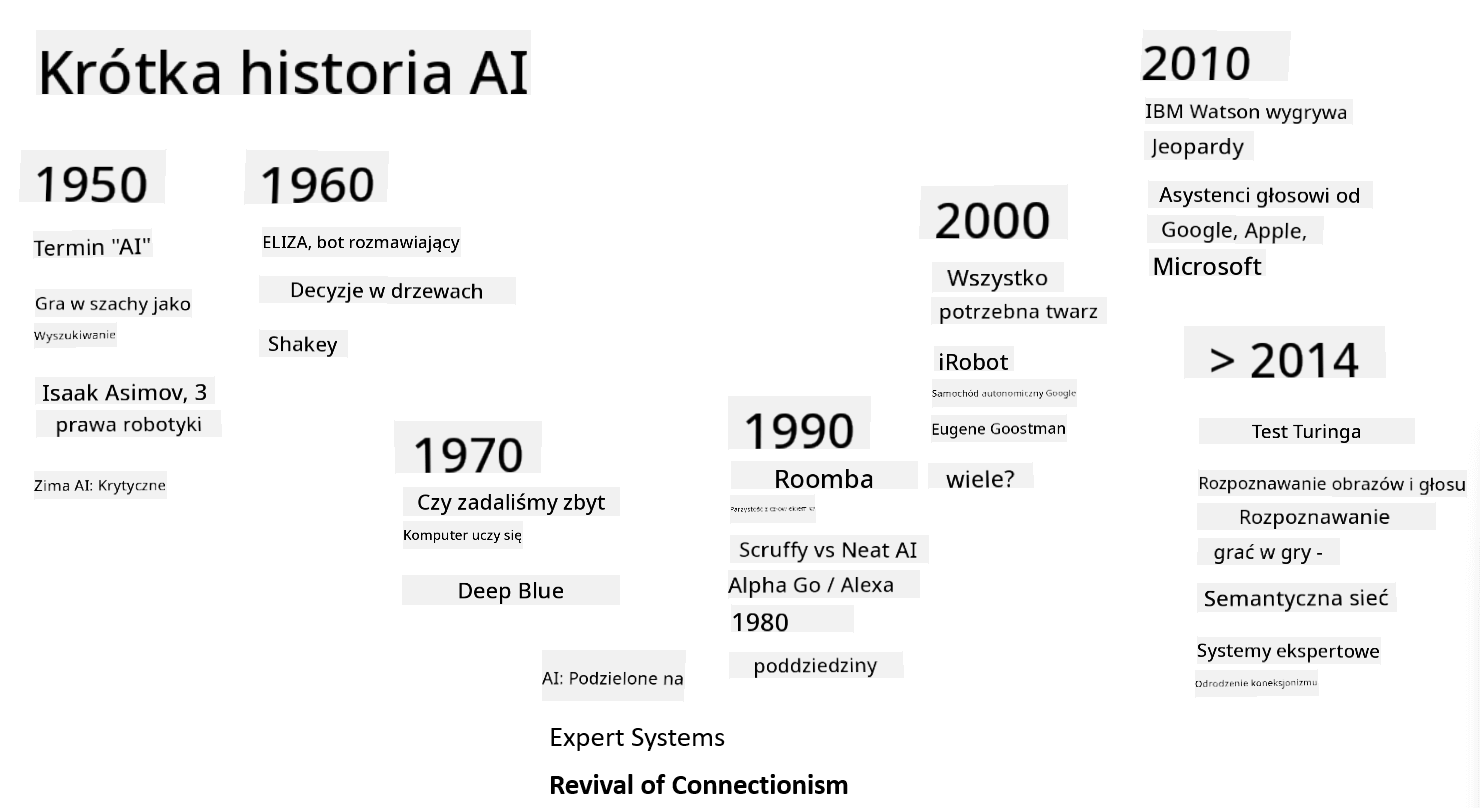 Krótka historia AI
1950
Termin "AI"
Gra w szachy jako
Wyszukiwanie
Isaak Asimov, 3
prawa robotyki
Zima AI: Krytyczne
1960
ELIZA, bot rozmawiający
Decyzje w drzewach
Shakey
1970
Czy zadaliśmy zbyt
Komputer uczy się
Deep Blue
AI: Podzielone na
Expert Systems
Revival of Connectionism
1990
Roomba
Scruffy vs Neat AI
Alpha Go / Alexa
1980
poddziedziny
2000
Wszystko
potrzebna twarz
iRobot
Samochód autonomiczny Google
Eugene Goostman
wiele?
2010
IBM Watson wygrywa
Jeopardy
Asystenci głosowi od
Google, Apple,
Microsoft
> 2014
Test Turinga
Rozpoznawanie obrazów i głosu
Rozpoznawanie
grać w gry -
Semantyczna sieć
Systemy ekspertowe
Odrodzenie koneksjonizmu